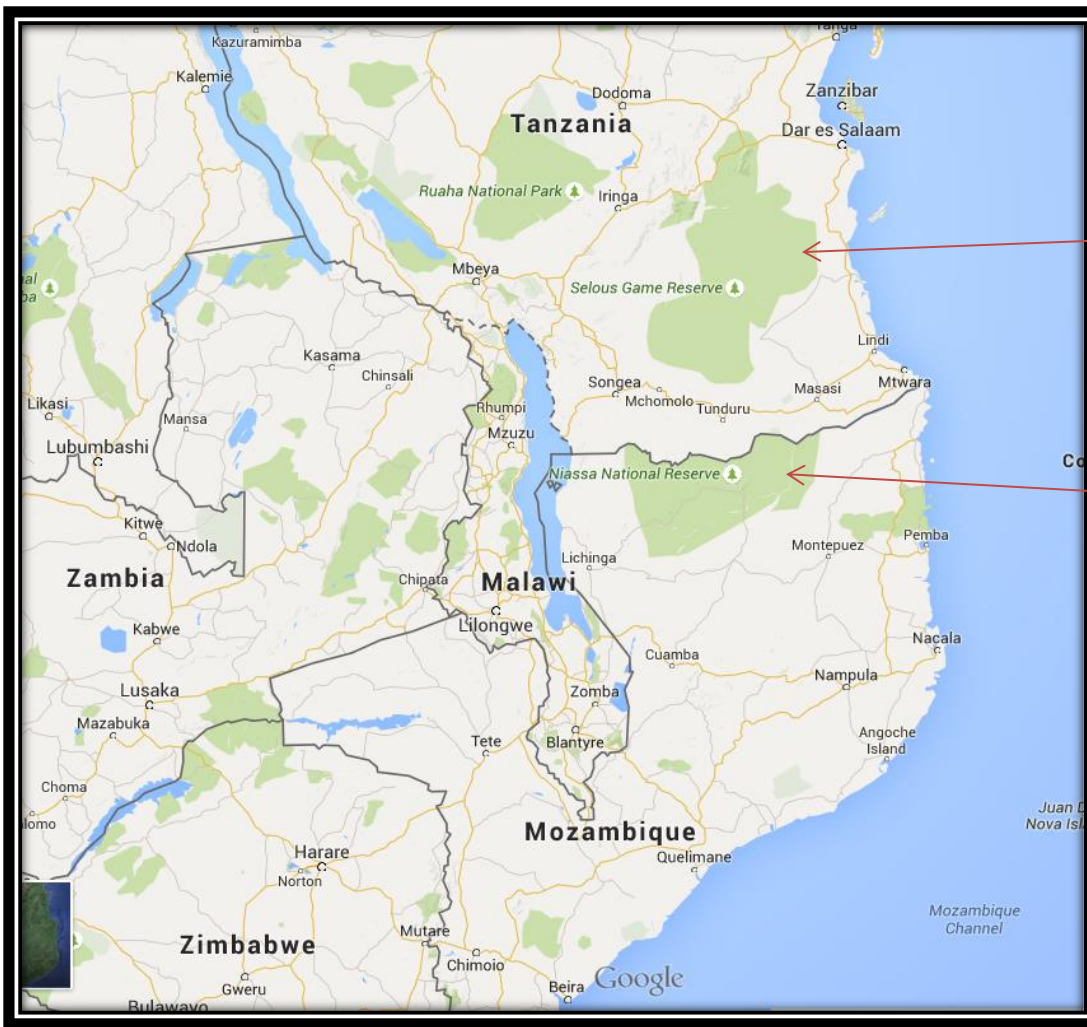 Tanga
Kazuramimba
Kalemie
Dodoma
Zanzibar
Tanzania
Dar es Salaam
Ruaha National Park
Iringa
Mbeya
Selous Game Reserve
Lindi
Kasama
Chinsali
Songea
Mchomolo
Tunduru
Masasi
Mtwara
Likasi
Mansa
Rhumpi
Mzuzu
Lubumbashi
Niassa National Reserve
Kitwe
Ndola
Montepuez
Pemba
Lichinga
Zambia
Chipata
Malawi
Lilongwe
Kabwe
Cuamba
Nacala
Lusaka
Zomba
Nampula
Mazabuka
Tete
Blantyre
Angoche
Island
Choma
Mozambique
Juan D
Nova Isl
Harare
Quelimane
Norton
Mozambique
Channel
Zimbabwe
Mutare
Chimoio
Gweru
Beira
Google
Bulawayo